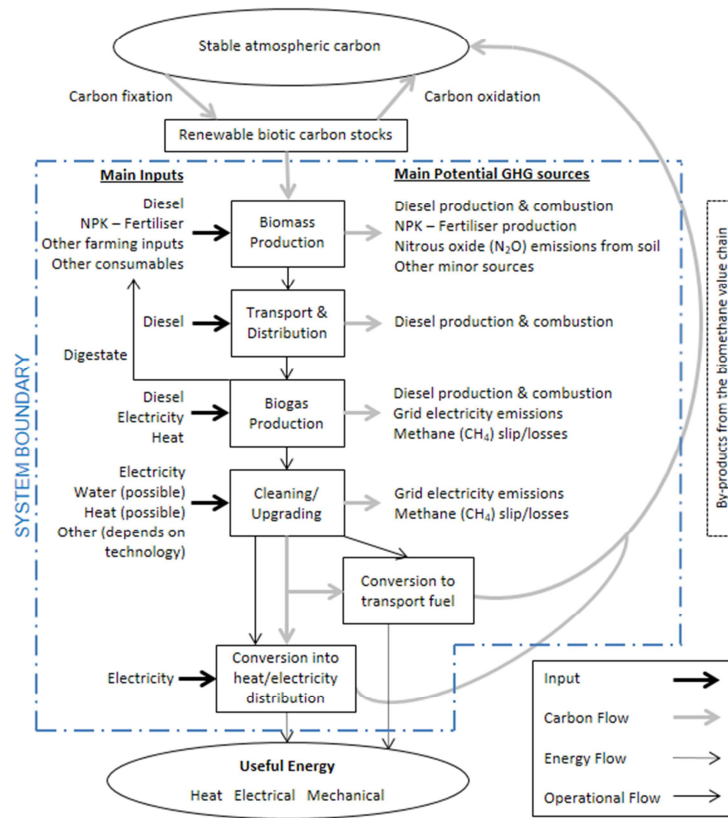 Stable atmospheric carbon
Carbon fixation
Carbon oxidation
Renewable biotic carbon stocks
Main Inputs
Main Potential GHG sources
Diesel
NPK – Fertiliser
Other farming inputs
Other consumables
Biomass
Production
Diesel production & combustion
NPK – Fertiliser production
Nitrous oxide (N₂O) emissions from soil
Other minor sources
Diesel
Transport &
Distribution
Diesel production & combustion
Digestate
Diesel
Electricity
Heat
Biogas
Production
Diesel production & combustion
Grid electricity emissions
Methane (CH₄) slip/losses
Electricity
Water (possible)
Heat (possible)
Other (depends on
technology)
Cleaning/
Upgrading
Grid electricity emissions
Methane (CH₄) slip/losses
Conversion to
transport fuel
Electricity
Conversion into
heat/electricity
distribution
SYSTEM BOUNDARY
By-products from the biomethane value chain
Useful Energy
Heat Electrical Mechanical
Input
Carbon Flow
Energy Flow
Operational Flow